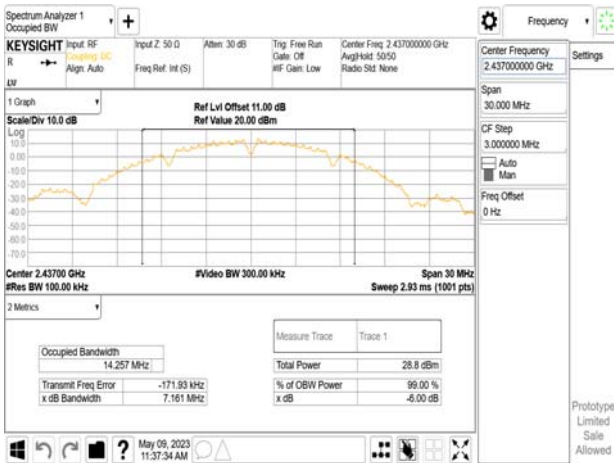 Spectrum Analyzer 1
Occupied BW
+
Frequency
KEYSIGHT
R
Input: RF
Coupling: DC
Align: Auto
Input Z: 50 Ω
Freq Ref: Int (S)
Atten: 30 dB
Trig: Free Run
Gate: Off
#IF Gain: Low
Center Freq: 2.437000000 GHz
Avg|Hold: 50/50
Radio Std: None
Center Frequency
2.437000000 GHz
Settings
Span
30.000 MHz
CF Step
3.000000 MHz
Auto
Man
Freq Offset
0 Hz
1 Graph
Scale/Div 10.0 dB
Ref Lvl Offset 11.00 dB
Ref Value 20.00 dBm
Log
10.0
0.00
-10.0
-20.0
-30.0
-40.0
-50.0
-60.0
-70.0
Center 2.43700 GHz
#Res BW 100.00 kHz
#Video BW 300.00 kHz
Span 30 MHz
Sweep 2.93 ms (1001 pts)
2 Metrics
Measure Trace
Trace 1
Occupied Bandwidth
14.257 MHz
Total Power
28.8 dBm
Transmit Freq Error
-171.93 kHz
% of OBW Power
99.00 %
x dB Bandwidth
7.161 MHz
x dB
-6.00 dB
?
May 09, 2023
11:37:34 AM
Prototype
Limited
Sale
Allowed